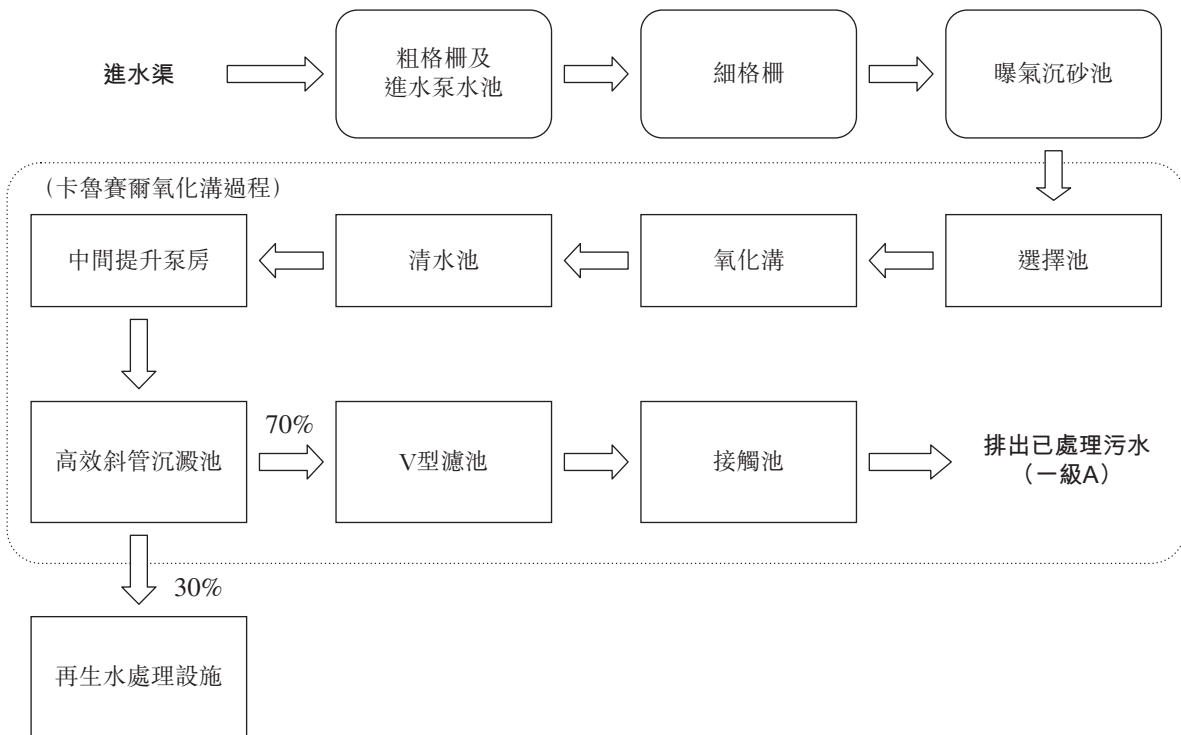 進水渠
粗格柵及
進水泵水池
細格柵
曝氣沉砂池
(卡魯賽爾氧化溝過程)
中間提升泵房
清水池
氧化溝
選擇池
高效斜管沉澱池
70%
V型濾池
接觸池
排出已處理污水
(一級A)
30%
再生水處理設施